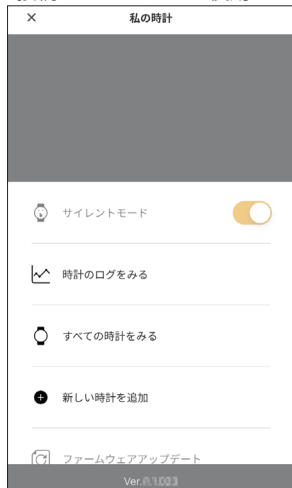 私の時計
サイレントモード
時計のログをみる
すべての時計をみる
新しい時計を追加
ファームウェアアップデート
Ver.